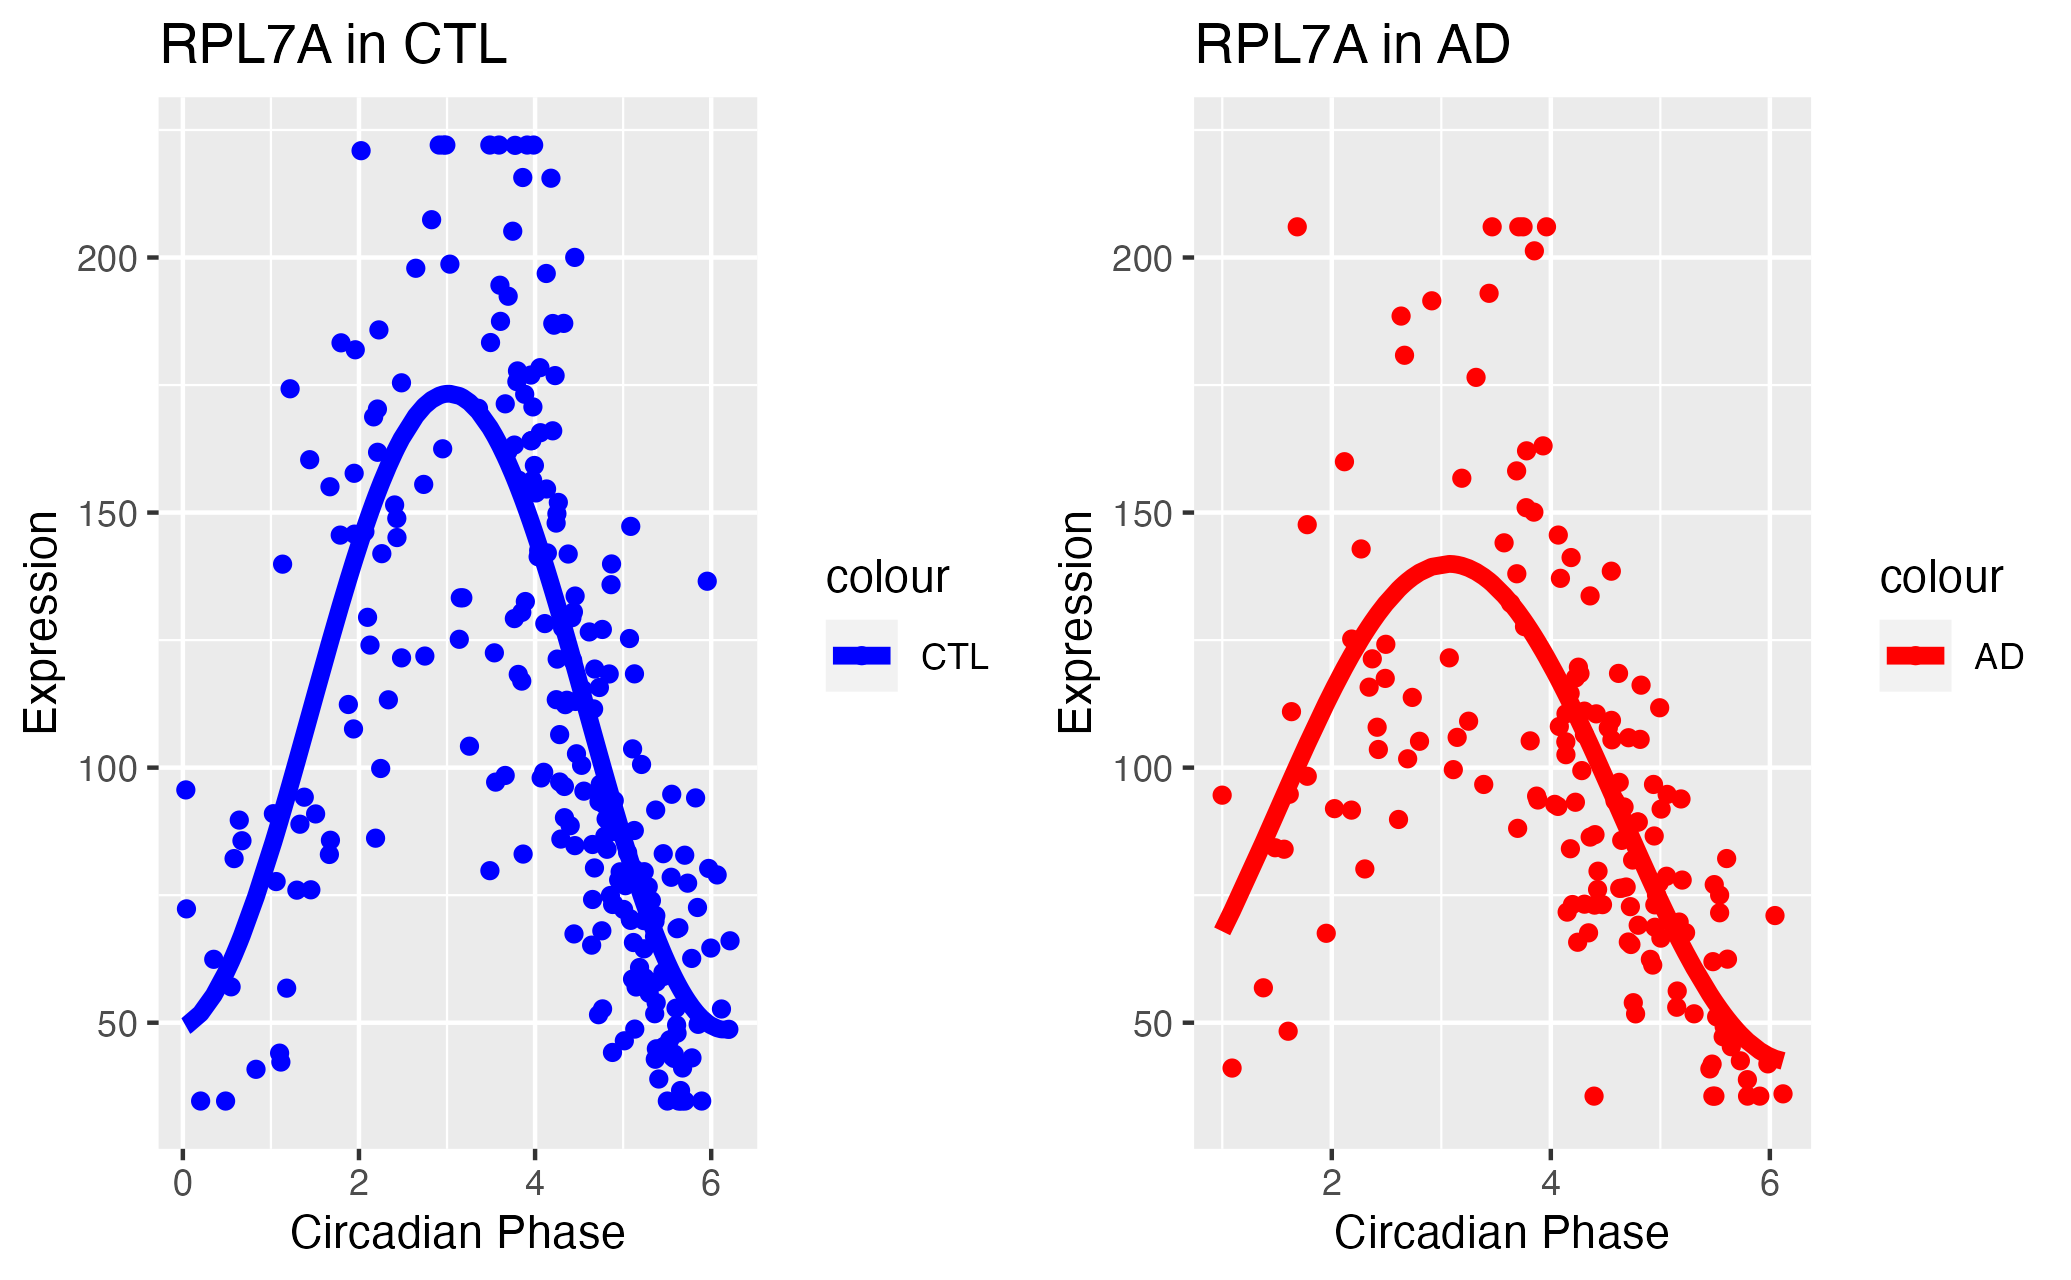 RPL7A in CTL
Expression
200
150
100
50
0 2 4 6
Circadian Phase
colour
CTL
RPL7A in AD
Expression
200
150
100
50
2 4 6
Circadian Phase
colour
AD